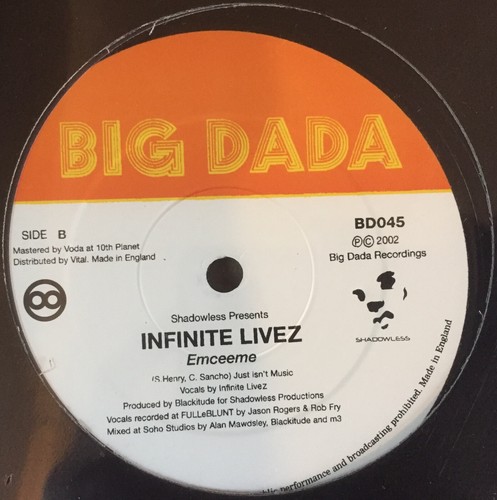 BIG DADA
SIDE B
Mastered by Voda at 10th Planet
Distributed by Vital. Made in England
BD045
℗© 2002
Big Dada Recordings
8
SHADOWLESS
Shadowless Presents
INFINITE LIVEZ
Emceeme
(S.Henry, C. Sancho) Just Isn't Music
Vocals by Infinite Livez
Produced by Blackitude for Shadowless Productions
Vocals recorded at FULLeBLUNT by Jason Rogers & Rob Fry
Mixed at Soho Studios by Alan Mawdsley, Blackitude and m3
performance and broadcasting prohibited. Made in England